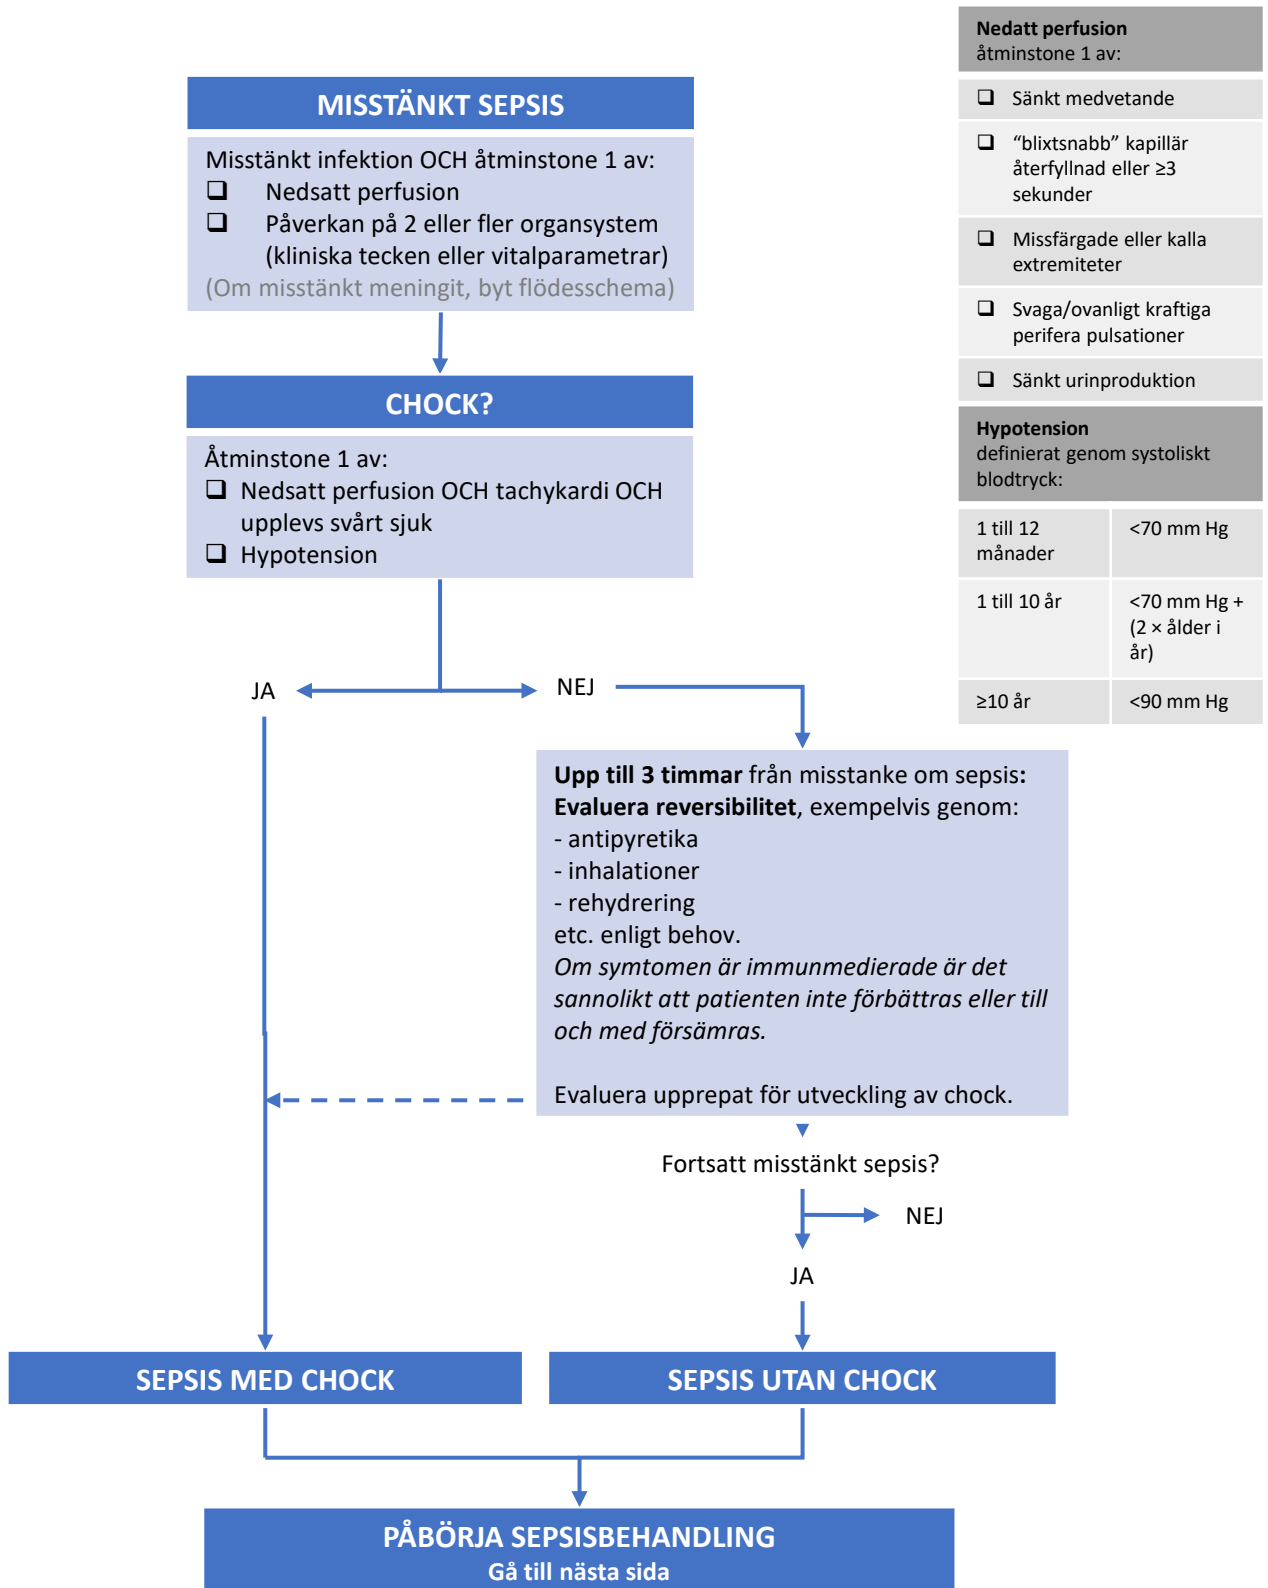 MISSTÄNKT SEPSIS
Misstänkt infektion OCH åtminstone 1 av:
❑ Nedsatt perfusion
❑ Påverkan på 2 eller fler organsystem
(kliniska tecken eller vitalparametrar)
(Om misstänkt meningit, byt flödesschema)
CHOCK?
Åtminstone 1 av:
❑ Nedsatt perfusion OCH tachykardi OCH
upplevs svårt sjuk
❑ Hypotension
Nedatt perfusion
åtminstone 1 av:
❑ Sänkt medvetande
❑ “blixtsnabb” kapillär
återfyllnad eller ≥3
sekunder
❑ Missfärgade eller kalla
extremiteter
❑ Svaga/ovanligt kraftiga
perifera pulsationer
❑ Sänkt urinproduktion
Hypotension
definierat genom systoliskt
blodtryck:
1 till 12 <70 mm Hg
månader
1 till 10 år <70 mm Hg +
(2 × ålder i
år)
≥10 år <90 mm Hg
JA
NEJ
Upp till 3 timmar från misstanke om sepsis:
Evaluera reversibilitet, exempelvis genom:
- antipyretika
- inhalationer
- rehydrering
etc. enligt behov.
Om symtomen är immunmedierade är det
sannolikt att patienten inte förbättras eller till
och med försämras.
Evaluera upprepat för utveckling av chock.
Fortsatt misstänkt sepsis?
NEJ
JA
SEPSIS MED CHOCK
SEPSIS UTAN CHOCK
PÅBÖRJA SEPSISBEHANDLING
Gå till nästa sida